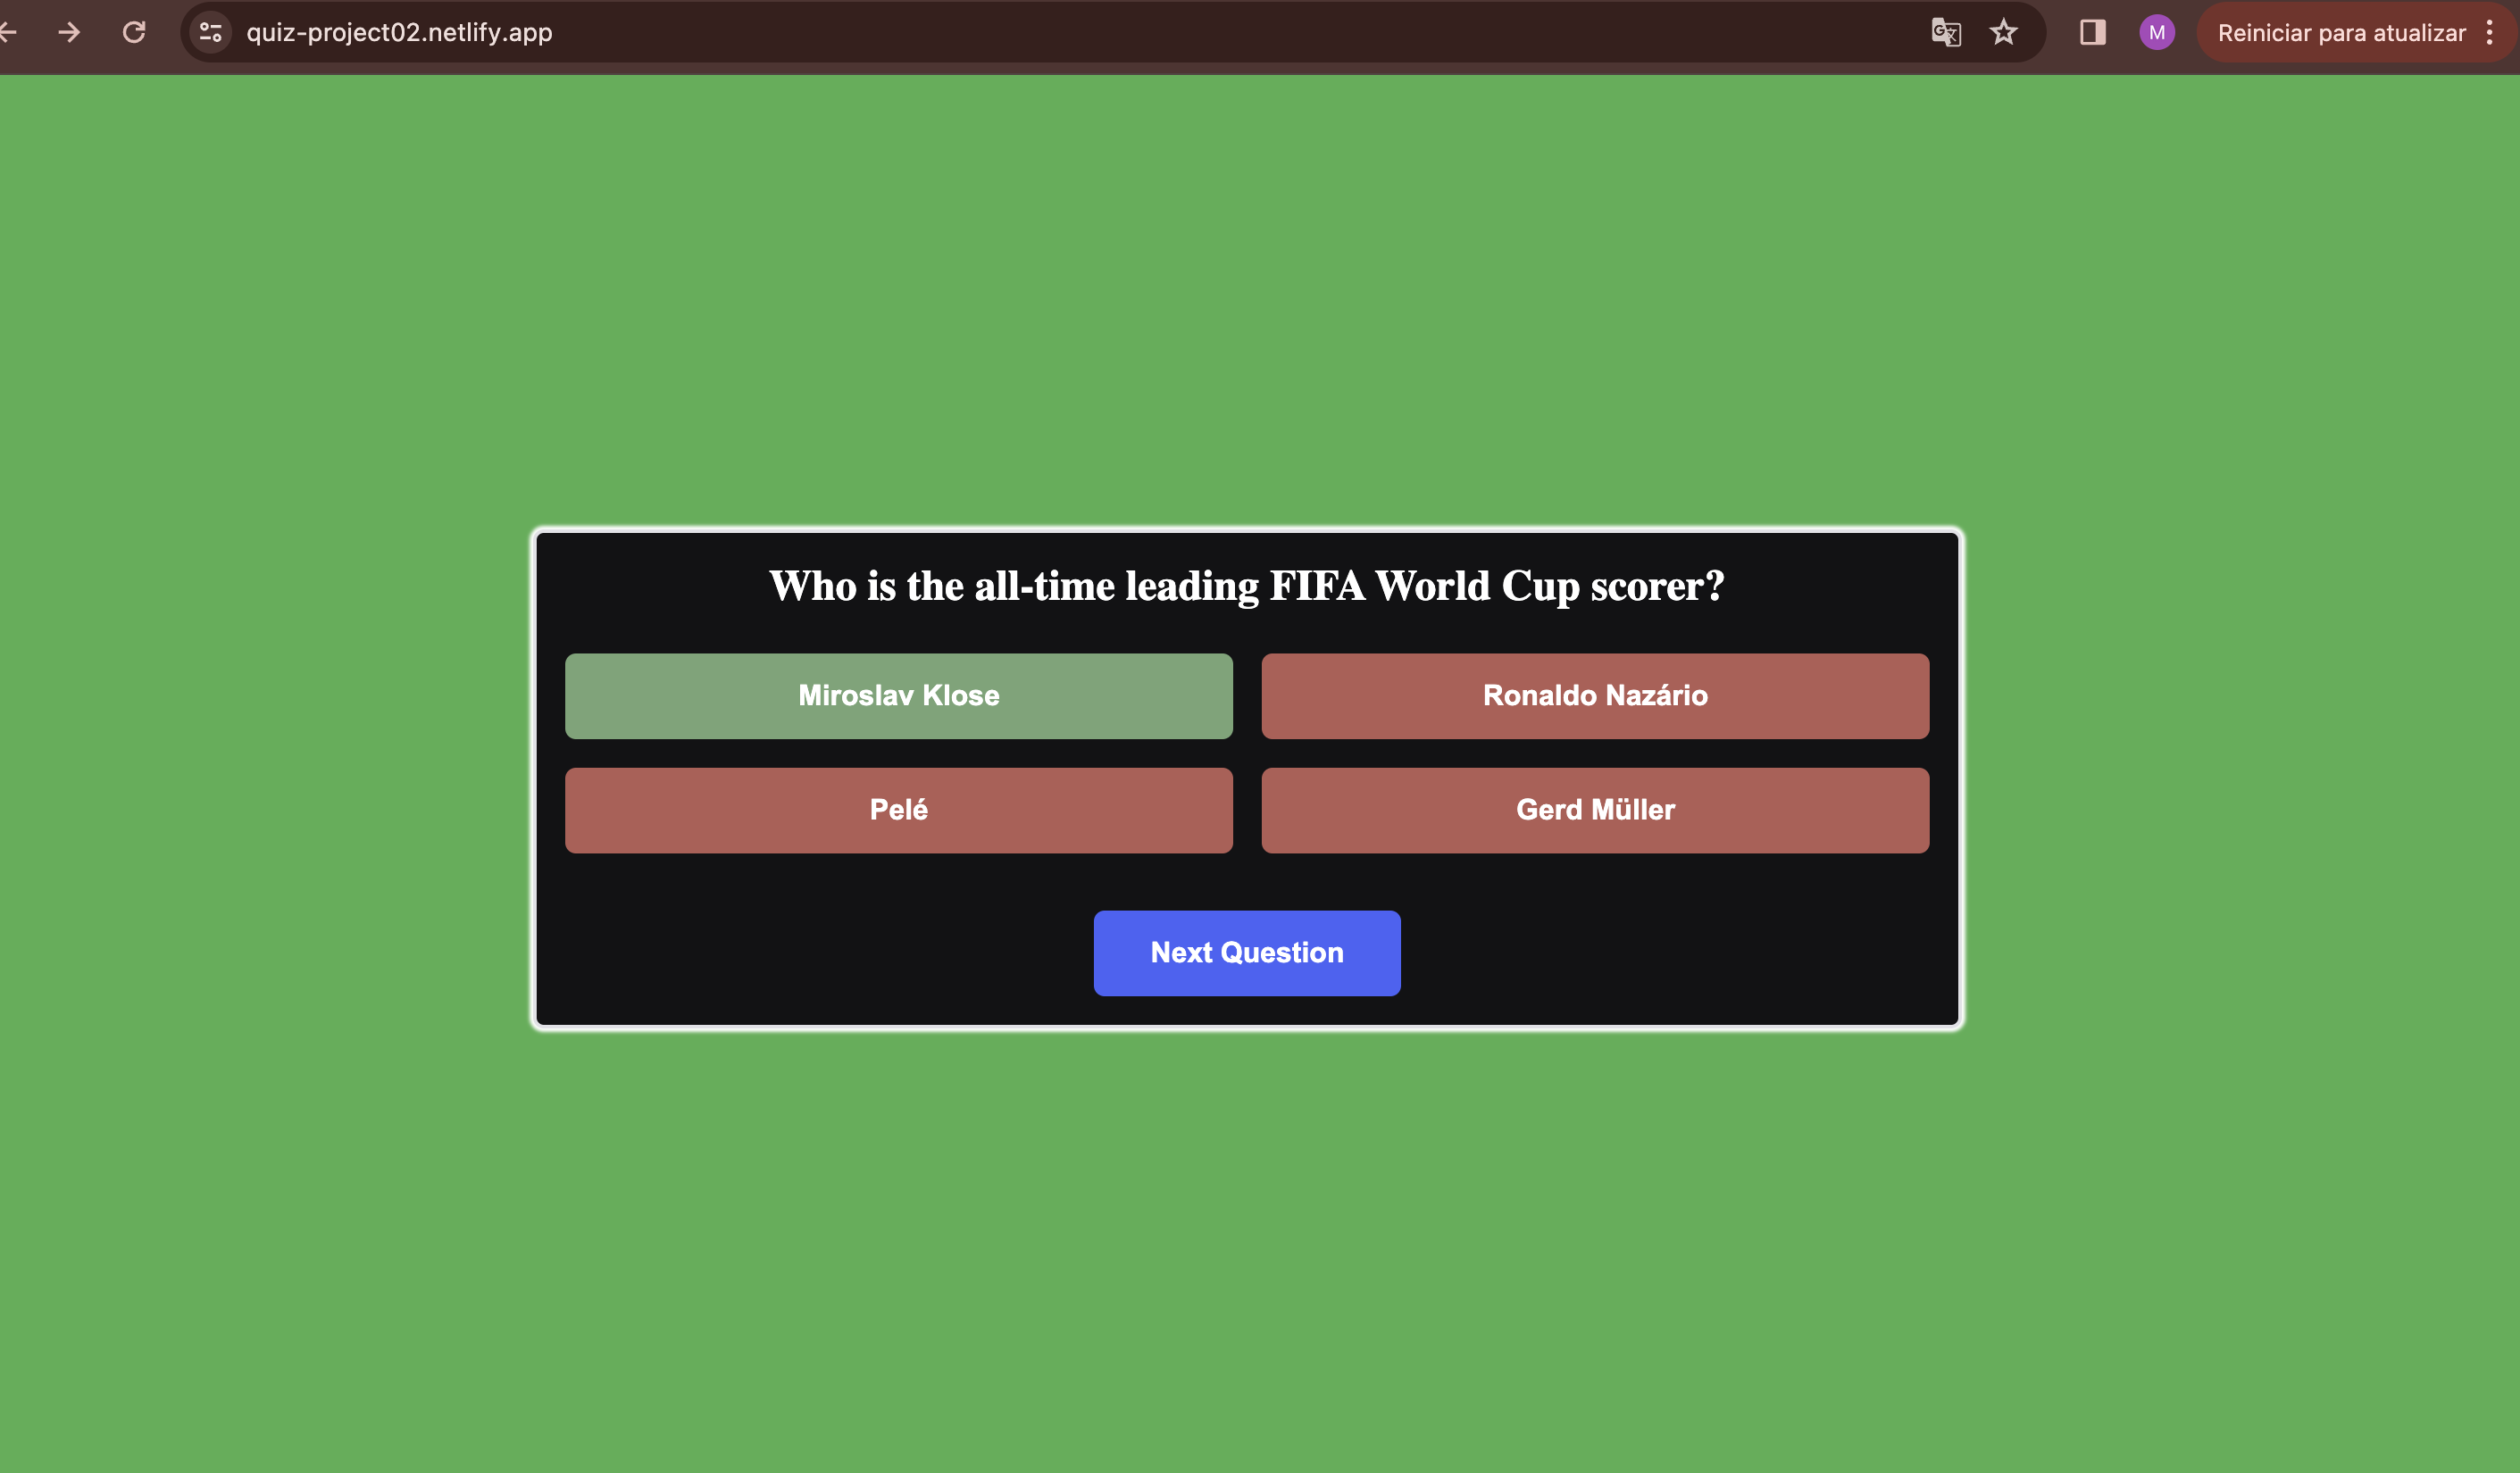 quiz-project02.netlify.app
M
Reiniciar para atualizar
Who is the all-time leading FIFA World Cup scorer?
Miroslav Klose
Ronaldo Nazário
Pelé
Gerd Müller
Next Question